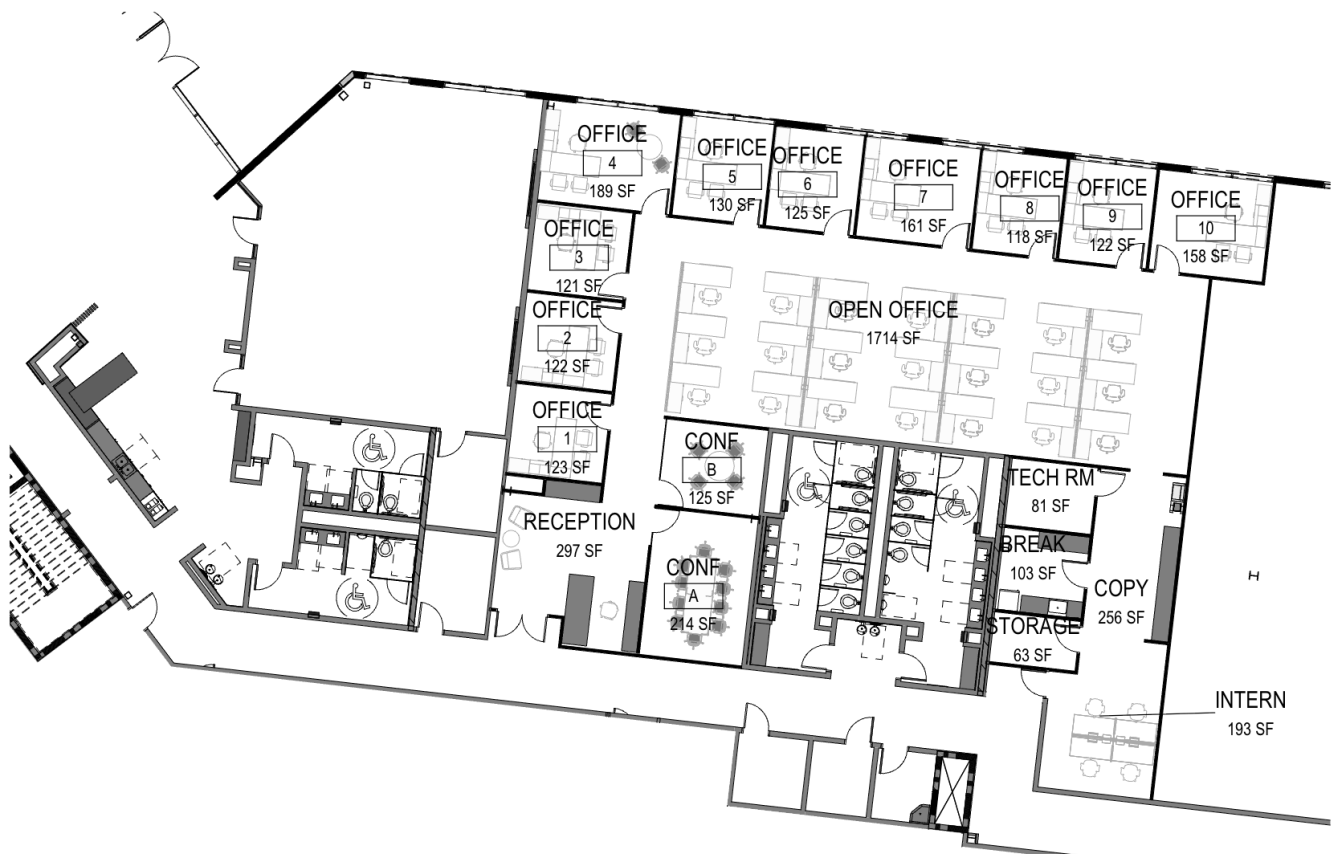 OFFICE
4
189 SF
OFFICE
5
130 SF
OFFICE
6
125 SF
OFFICE
7
161 SF
OFFICE
8
118 SF
OFFICE
9
122 SF
OFFICE
10
158 SF
OFFICE
3
121 SF
OFFICE
2
122 SF
OFFICE
1
123 SF
OPEN OFFICE
1714 SF
CONF
B
125 SF
RECEPTION
297 SF
CONF
A
214 SF
TECH RM
81 SF
BREAK
103 SF
COPY
256 SF
STORAGE
63 SF
INTERN
193 SF